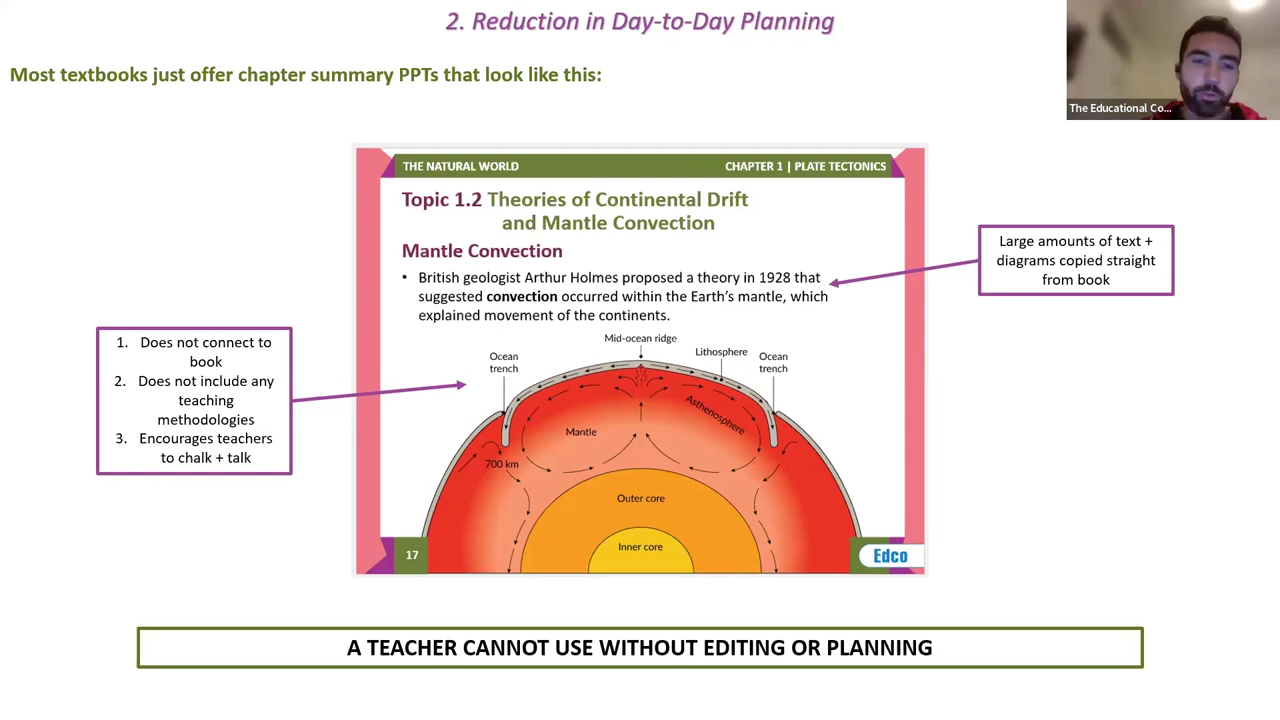 2. Reduction in Day-to-Day Planning
Most textbooks just offer chapter summary PPTs that look like this:
The Educational Co...
THE NATURAL WORLD
CHAPTER 1 | PLATE TECTONICS
Topic 1.2 Theories of Continental Drift
and Mantle Convection
Mantle Convection
• British geologist Arthur Holmes proposed a theory in 1928 that
suggested convection occurred within the Earth's mantle, which
explained movement of the continents.
Large amounts of text +
diagrams copied straight
from book
1. Does not connect to
book
2. Does not include any
teaching
methodologies
3. Encourages teachers
to chalk + talk
Mid-ocean ridge
Ocean
trench
Lithosphere
Ocean
trench
Asthenosphere
Mantle
700 km
Outer core
Inner core
17
Edco
A TEACHER CANNOT USE WITHOUT EDITING OR PLANNING